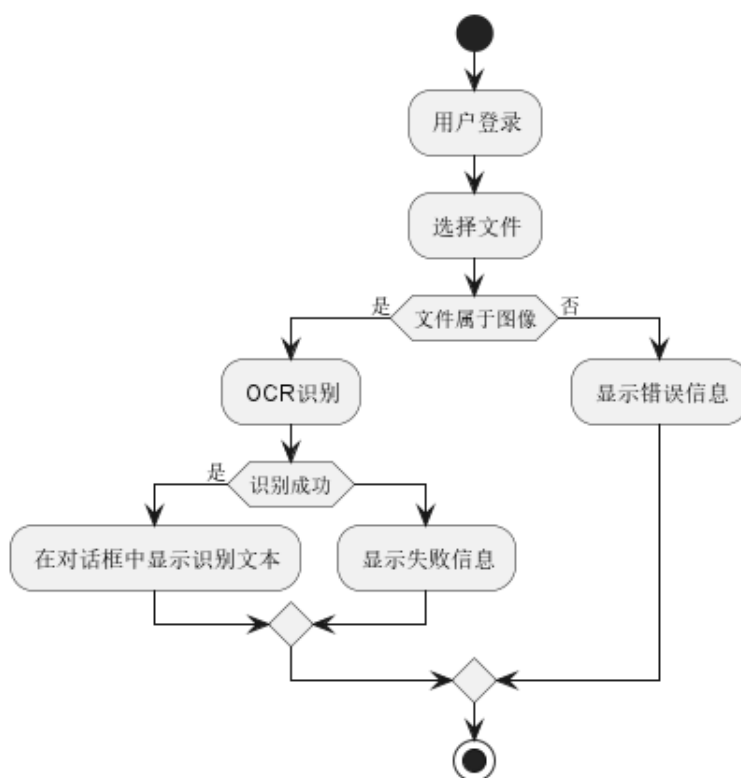 用户登录
选择文件
是
文件属于图像
否
OCR识别
显示错误信息
是
识别成功
在对话框中显示识别文本
显示失败信息